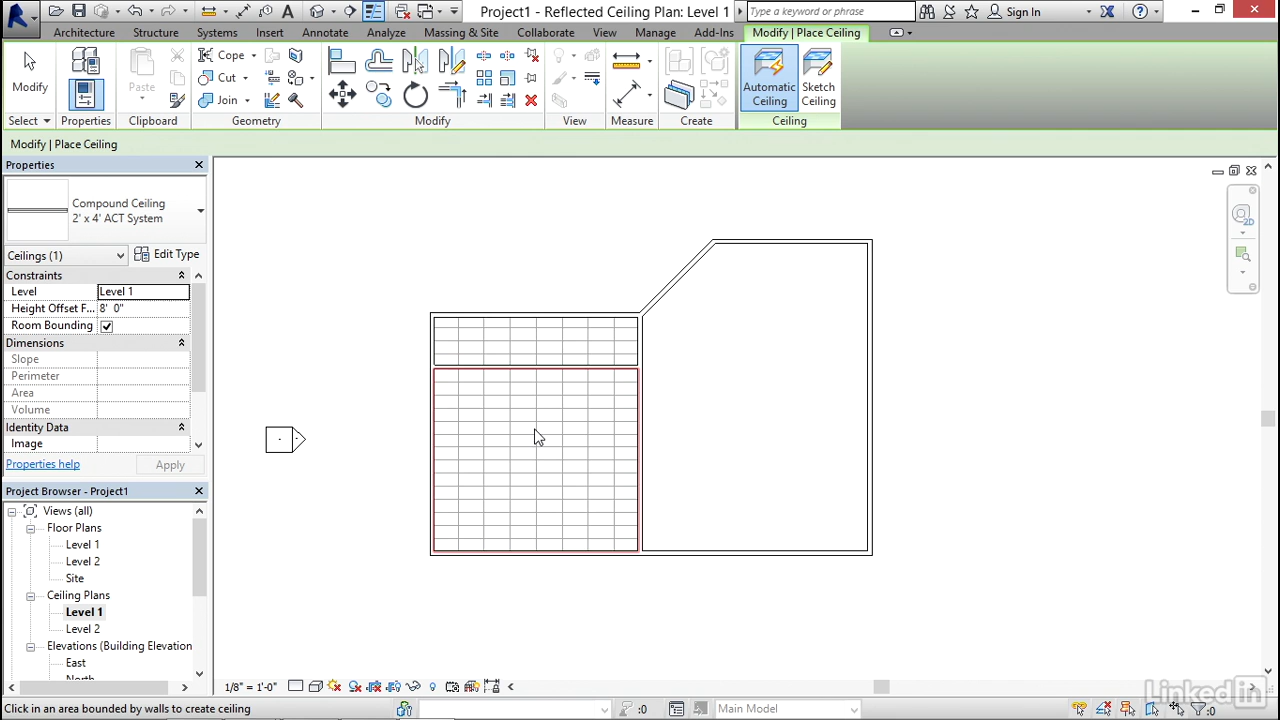 Project1 - Reflected Ceiling Plan: Level 1
Type a keyword or phrase
Sign In
Architecture
Structure
Systems
Insert
Annotate
Analyze
Massing & Site
Collaborate
View
Manage
Add-Ins
Modify | Place Ceiling
Modify
Properties
Paste
Cope
Cut
Join
Automatic
Ceiling
Sketch
Ceiling
Select
Properties
Clipboard
Geometry
Modify
View
Measure
Create
Ceiling
Modify | Place Ceiling
Properties
Compound Ceiling
2' x 4' ACT System
Ceilings (1)
Edit Type
Constraints
Level
Level 1
Height Offset F...
8' 0"
Room Bounding
Dimensions
Slope
Perimeter
Area
Volume
Identity Data
Image
Properties help
Apply
Project Browser - Project1
Views (all)
Floor Plans
Level 1
Level 2
Site
Ceiling Plans
Level 1
Level 2
Elevations (Building Elevation
East
North
2D
1/8" = 1'-0"
Click in an area bounded by walls to create ceiling
:0
Main Model
:0
Linked in